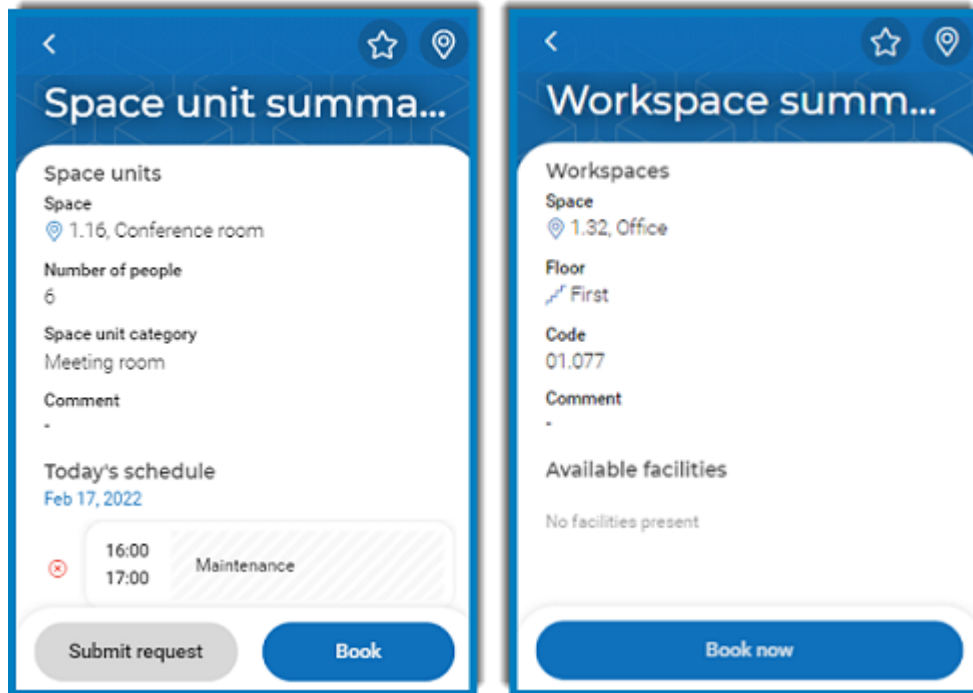 Space unit summa...
Space units
Space
1.16, Conference room
Number of people
6
Space unit category
Meeting room
Comment
-
Today's schedule
Feb 17, 2022
16:00
17:00
Maintenance
Submit request
Book
Workspace summ...
Workspaces
Space
1.32, Office
Floor
First
Code
01.077
Comment
-
Available facilities
No facilities present
Book now